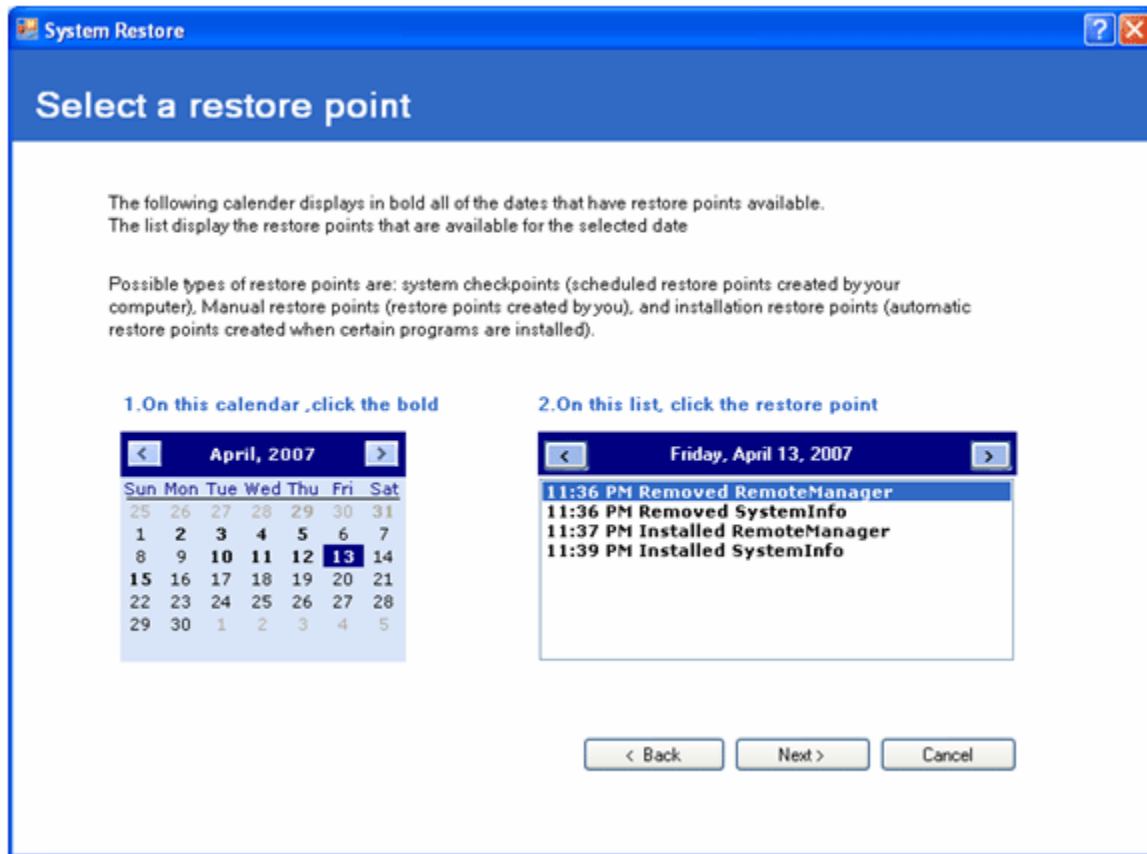 System Restore
Select a restore point
The following calender displays in bold all of the dates that have restore points available.
The list display the restore points that are available for the selected date
Possible types of restore points are: system checkpoints (scheduled restore points created by your
computer), Manual restore points (restore points created by you), and installation restore points (automatic
restore points created when certain programs are installed).
1.On this calendar ,click the bold
April, 2007
Sun Mon Tue Wed Thu Fri Sat
25 26 27 28 29 30 31
1 2 3 4 5 6 7
8 9 10 11 12 13 14
15 16 17 18 19 20 21
22 23 24 25 26 27 28
29 30 1 2 3 4 5
2.On this list, click the restore point
Friday, April 13, 2007
11:36 PM Removed RemoteManager
11:36 PM Removed SystemInfo
11:37 PM Installed RemoteManager
11:39 PM Installed SystemInfo
< Back Next > Cancel